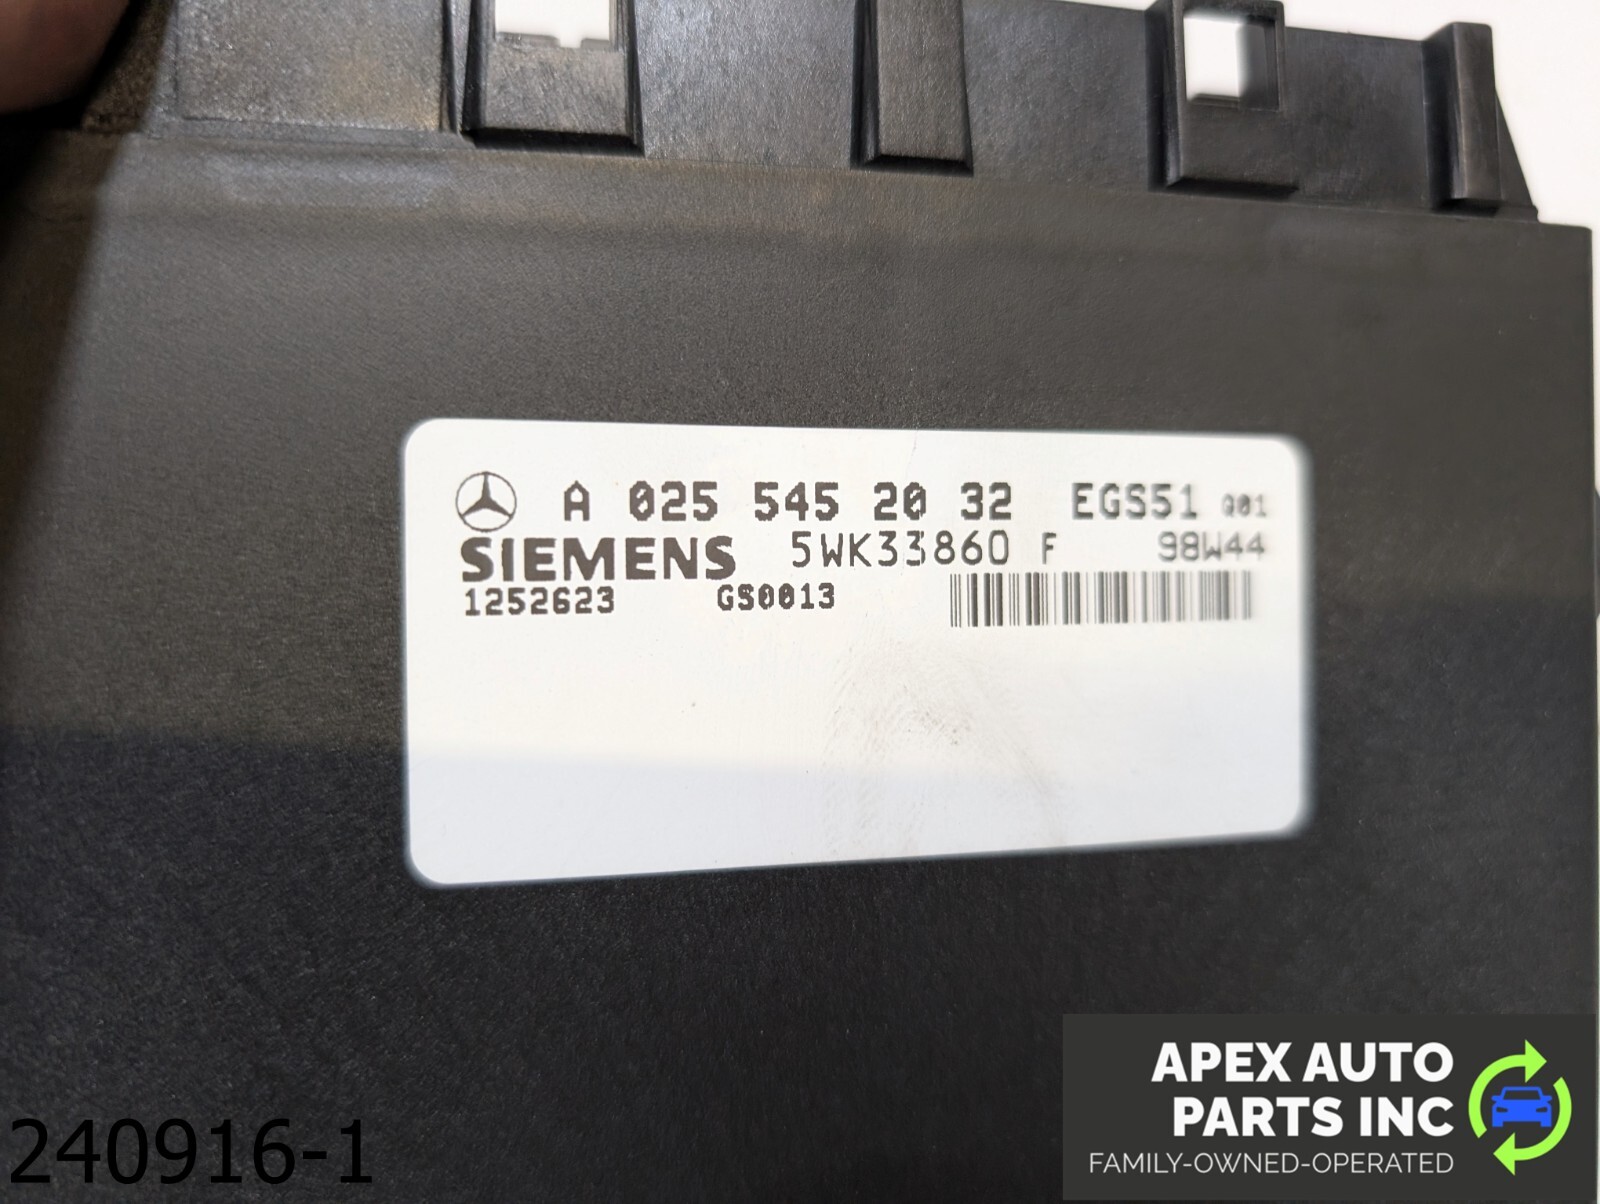 A 025 545 20 32 EGS51 Q01
SIEMENS 5WK33860 F 98W44
1252623 GS0013
240916-1
APEX AUTO
PARTS INC
FAMILY-OWNED-OPERATED